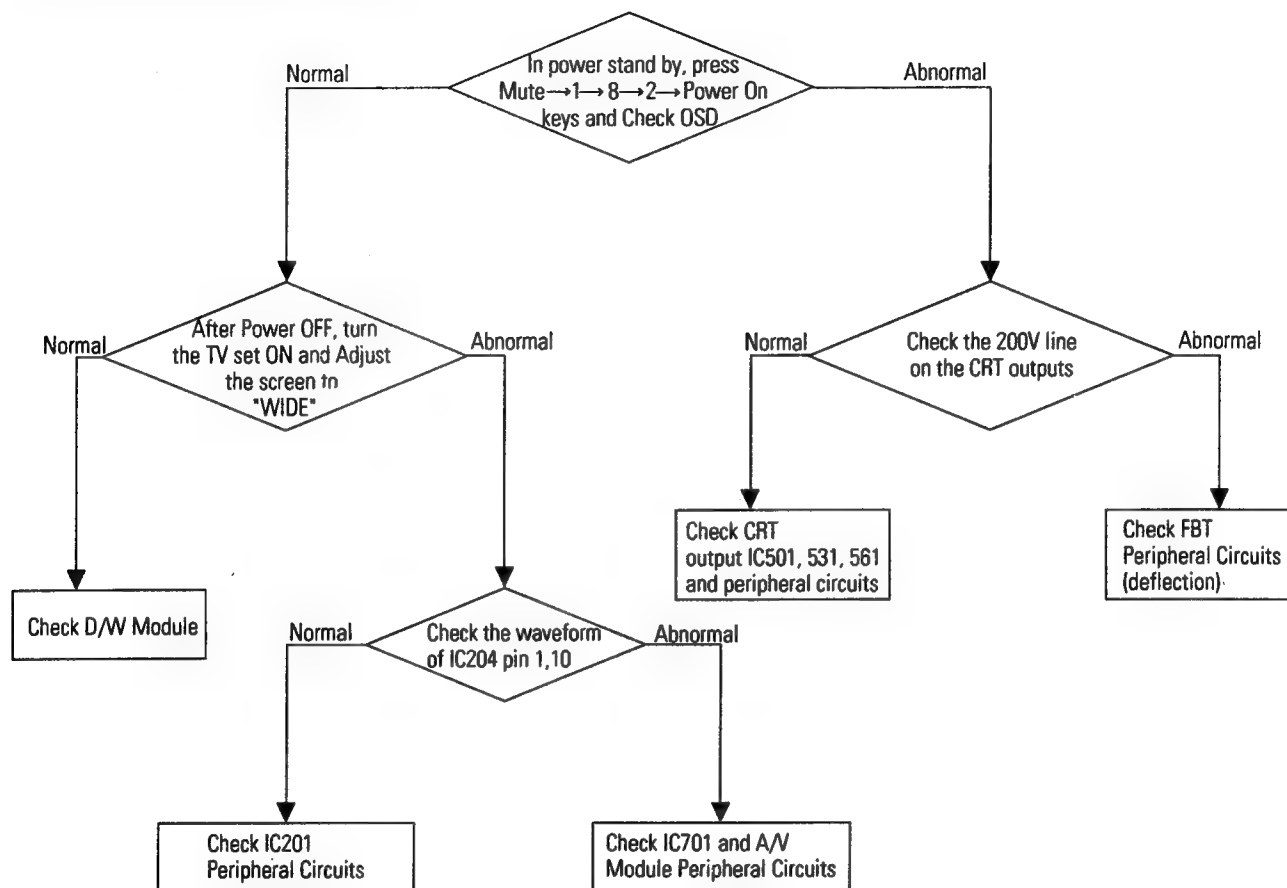 In power stand by, press
Mute→1→8→2→Power On
keys and Check OSD
Normal
Abnormal
After Power OFF, turn
the TV set ON and Adjust
the screen to
"WIDE"
Normal
Abnormal
Check the 200V line
on the CRT outputs
Normal
Abnormal
Check D/W Module
Check the waveform
of IC204 pin 1,10
Normal
Abnormal
Check CRT
output IC501, 531, 561
and peripheral circuits
Check FBT
Peripheral Circuits
(deflection)
Check IC201
Peripheral Circuits
Check IC701 and A/V
Module Peripheral Circuits